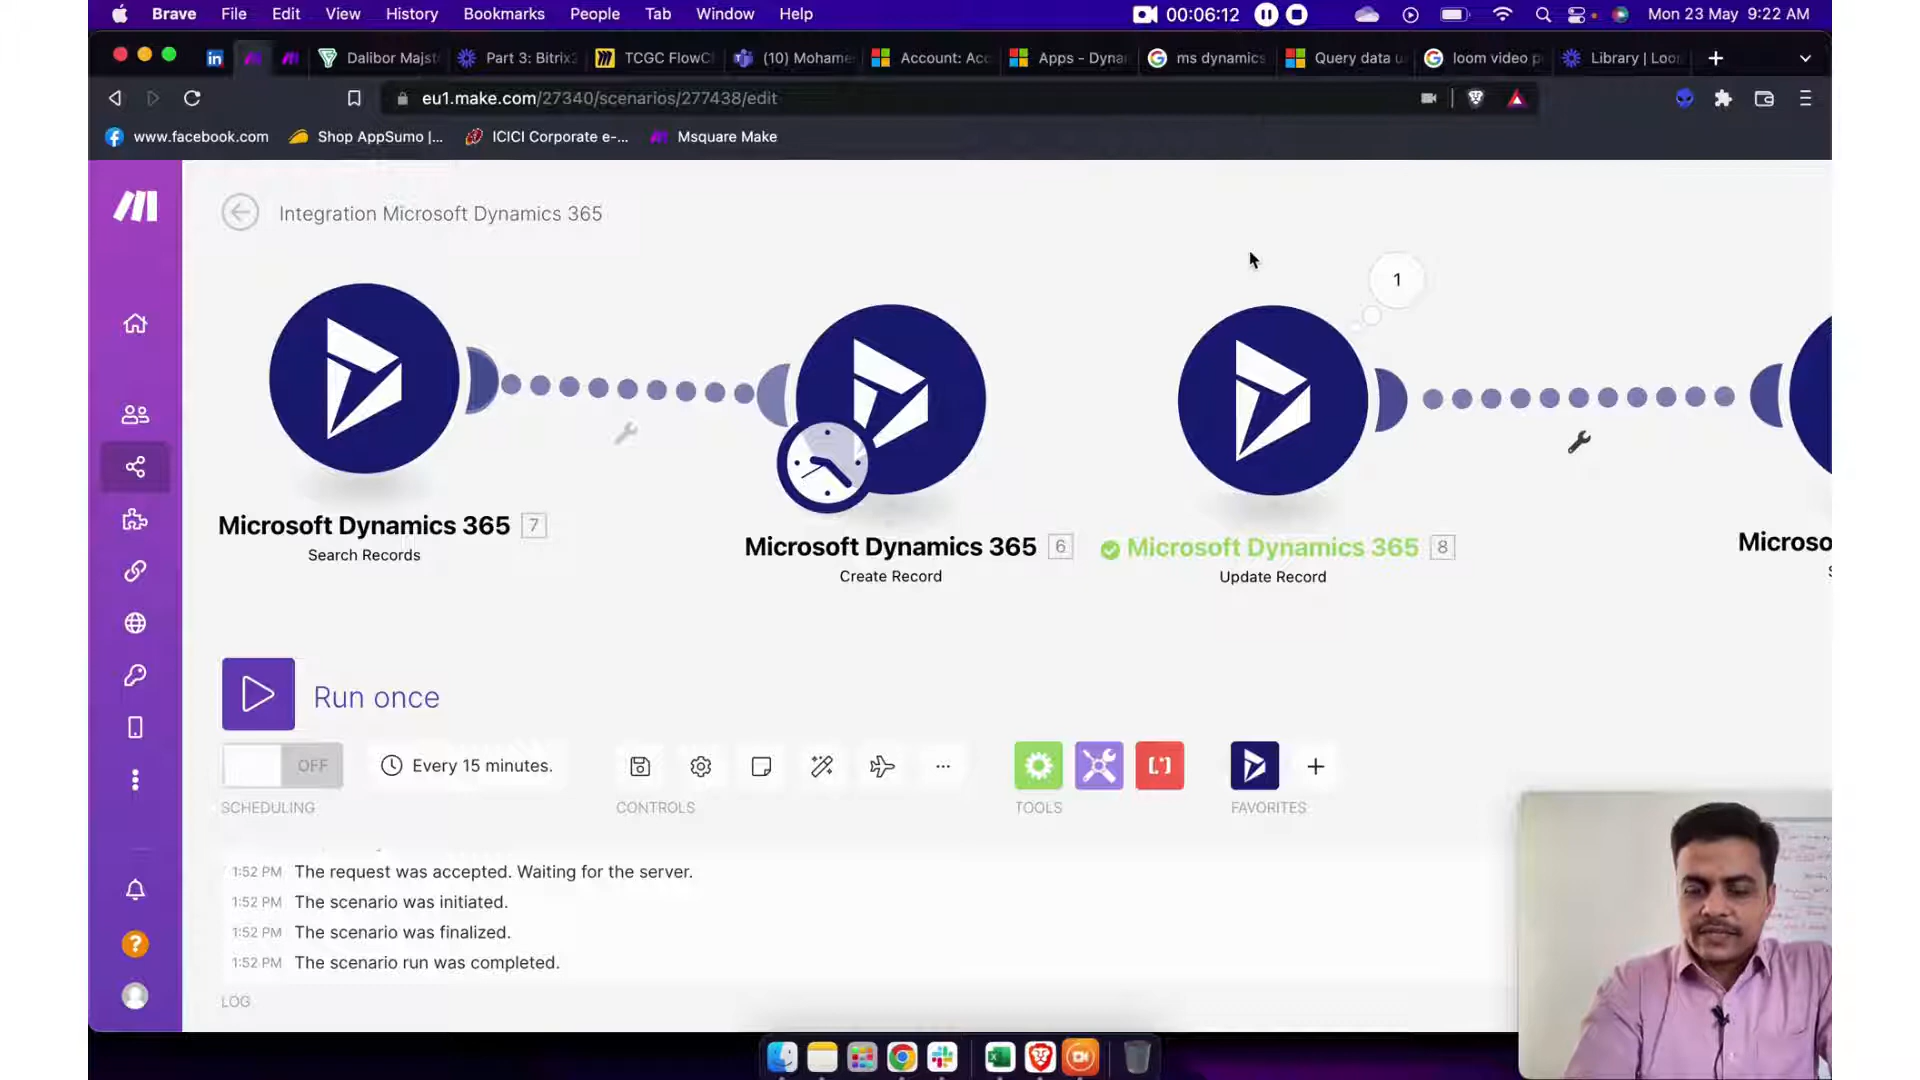 Brave File Edit View History Bookmarks People Tab Window Help 00:06:12 Mon 23 May 9:22 AM
Dalibor Majst Part 3: Bitrix2 TCGC FlowCl (10) Mohame Account: Acc Apps - Dyna ms dynamics Query data u loom video p Library | Loo
eu1.make.com/27340/scenarios/277438/edit
www.facebook.com Shop AppSumo |... ICICI Corporate e-... Msquare Make
Integration Microsoft Dynamics 365
1
Microsoft Dynamics 365 7
Search Records
Microsoft Dynamics 365 6
Create Record
Microsoft Dynamics 365 8
Update Record
Microso
Run once
OFF Every 15 minutes.
SCHEDULING CONTROLS TOOLS FAVORITES
1:52 PM The request was accepted. Waiting for the server.
1:52 PM The scenario was initiated.
1:52 PM The scenario was finalized.
1:52 PM The scenario run was completed.
LOG